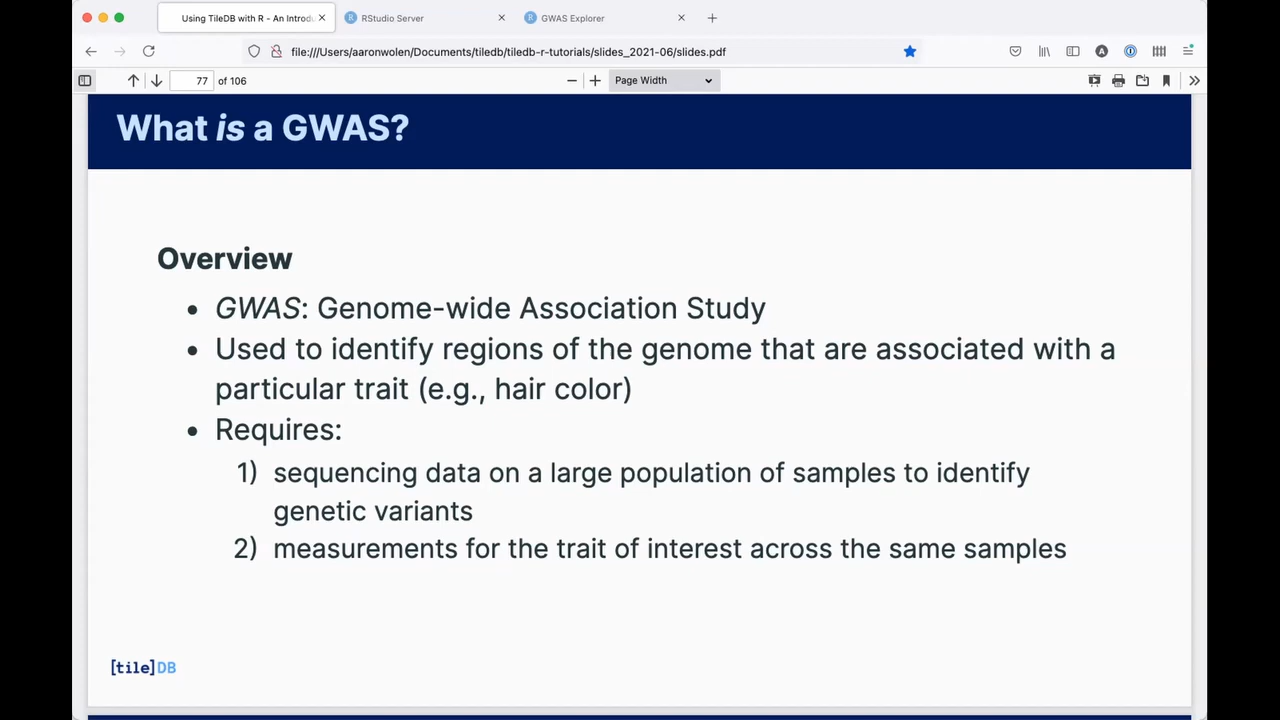 Using TileDB with R - An Introdu
RStudio Server
GWAS Explorer
file:///Users/aaronwolen/Documents/tiledb/tiledb-r-tutorials/slides_2021-06/slides.pdf
A
77 of 106
Page Width
What is a GWAS?
Overview
• GWAS: Genome-wide Association Study
• Used to identify regions of the genome that are associated with a
particular trait (e.g., hair color)
• Requires:
1) sequencing data on a large population of samples to identify
genetic variants
2) measurements for the trait of interest across the same samples
[tile]DB